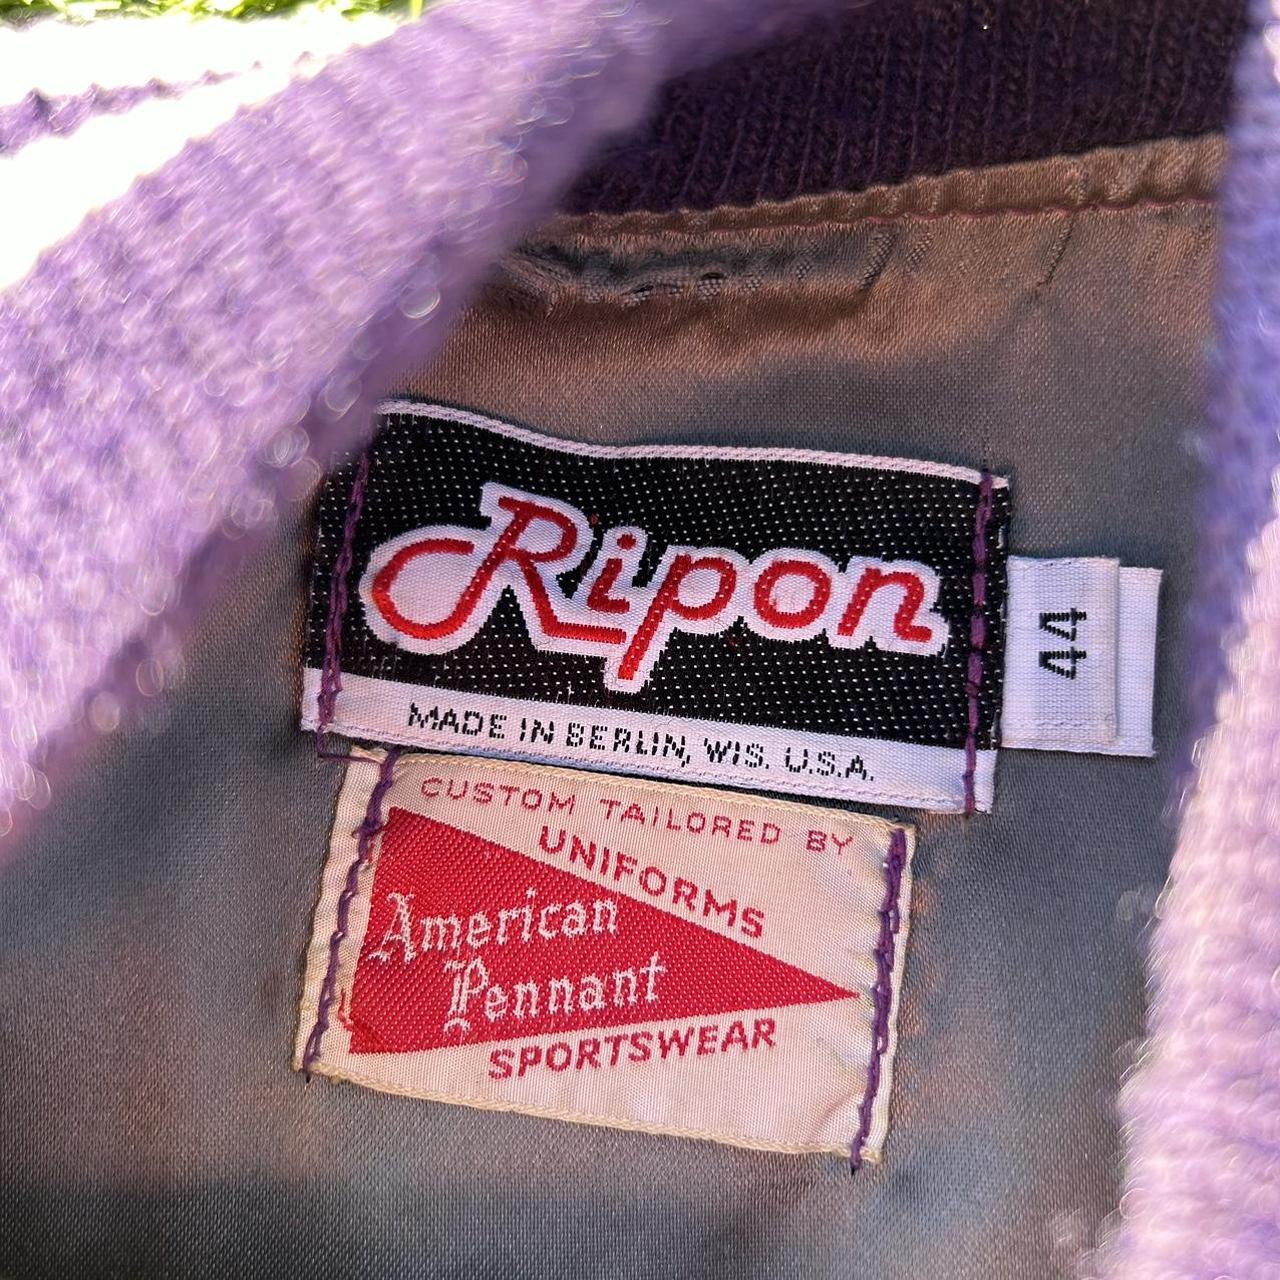 Ripon
44
MADE IN BERLIN, WIS. U.S.A.
CUSTOM TAILORED BY
UNIFORMS
American
Pennant
SPORTSWEAR